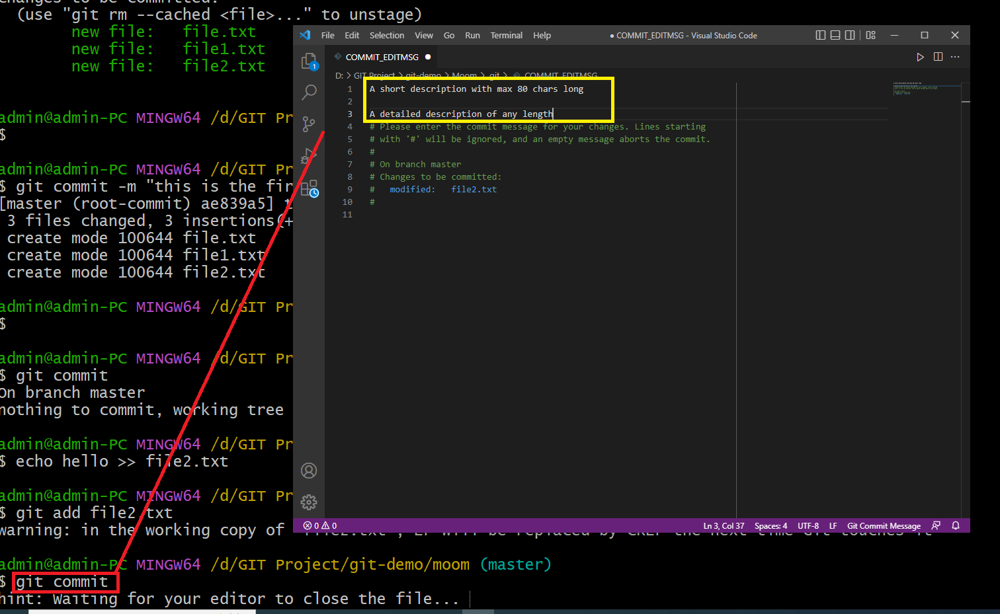 (use "git rm --cached <file>..." to unstage)
new file:   file.txt
new file:   file1.txt
new file:   file2.txt
admin@admin-PC MINGW64 /d/GIT Pr
$
admin@admin-PC MINGW64 /d/GIT Pr
$ git commit -m "this is the fir
[master (root-commit) ae839a5] t
3 files changed, 3 insertions(+
create mode 100644 file.txt
create mode 100644 file1.txt
create mode 100644 file2.txt
admin@admin-PC MINGW64 /d/GIT Pr
$
admin@admin-PC MINGW64 /d/GIT Pr
$ git commit
On branch master
nothing to commit, working tree
admin@admin-PC MINGW64 /d/GIT Pr
$ echo hello >> file2.txt
admin@admin-PC MINGW64 /d/GIT Pr
$ git add file2.txt
warning: in the working copy of 'file2.txt', LF will be replaced by CRLF the next time Git touches it
admin@admin-PC MINGW64 /d/GIT Project/git-demo/moom (master)
$ git commit
hint: Waiting for your editor to close the file...
File Edit Selection View Go Run Terminal Help
● COMMIT_EDITMSG - Visual Studio Code
COMMIT_EDITMSG ●
D: > GIT Project > git-demo > Moom > .git > COMMIT_EDITMSG
1 A short description with max 80 chars long
2
3 A detailed description of any length
4 # Please enter the commit message for your changes. Lines starting
5 # with '#' will be ignored, and an empty message aborts the commit.
6 #
7 # On branch master
8 # Changes to be committed:
9 #   modified:   file2.txt
10 #
11
1
0 0
Ln 3, Col 37 Spaces: 4 UTF-8 LF Git Commit Message